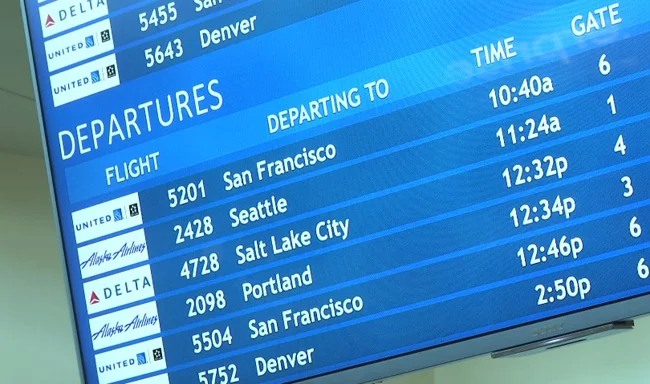 DELTA 5455
UNITED 5643 Denver
UNITED
DEPARTURES
FLIGHT DEPARTING TO TIME GATE
UNITED 5201 San Francisco 10:40a 6
Alaska Airlines 2428 Seattle 11:24a 1
DELTA 4728 Salt Lake City 12:32p 4
Alaska Airlines 2098 Portland 12:34p 3
UNITED 5504 San Francisco 12:46p 6
5752 Denver 2:50p 6